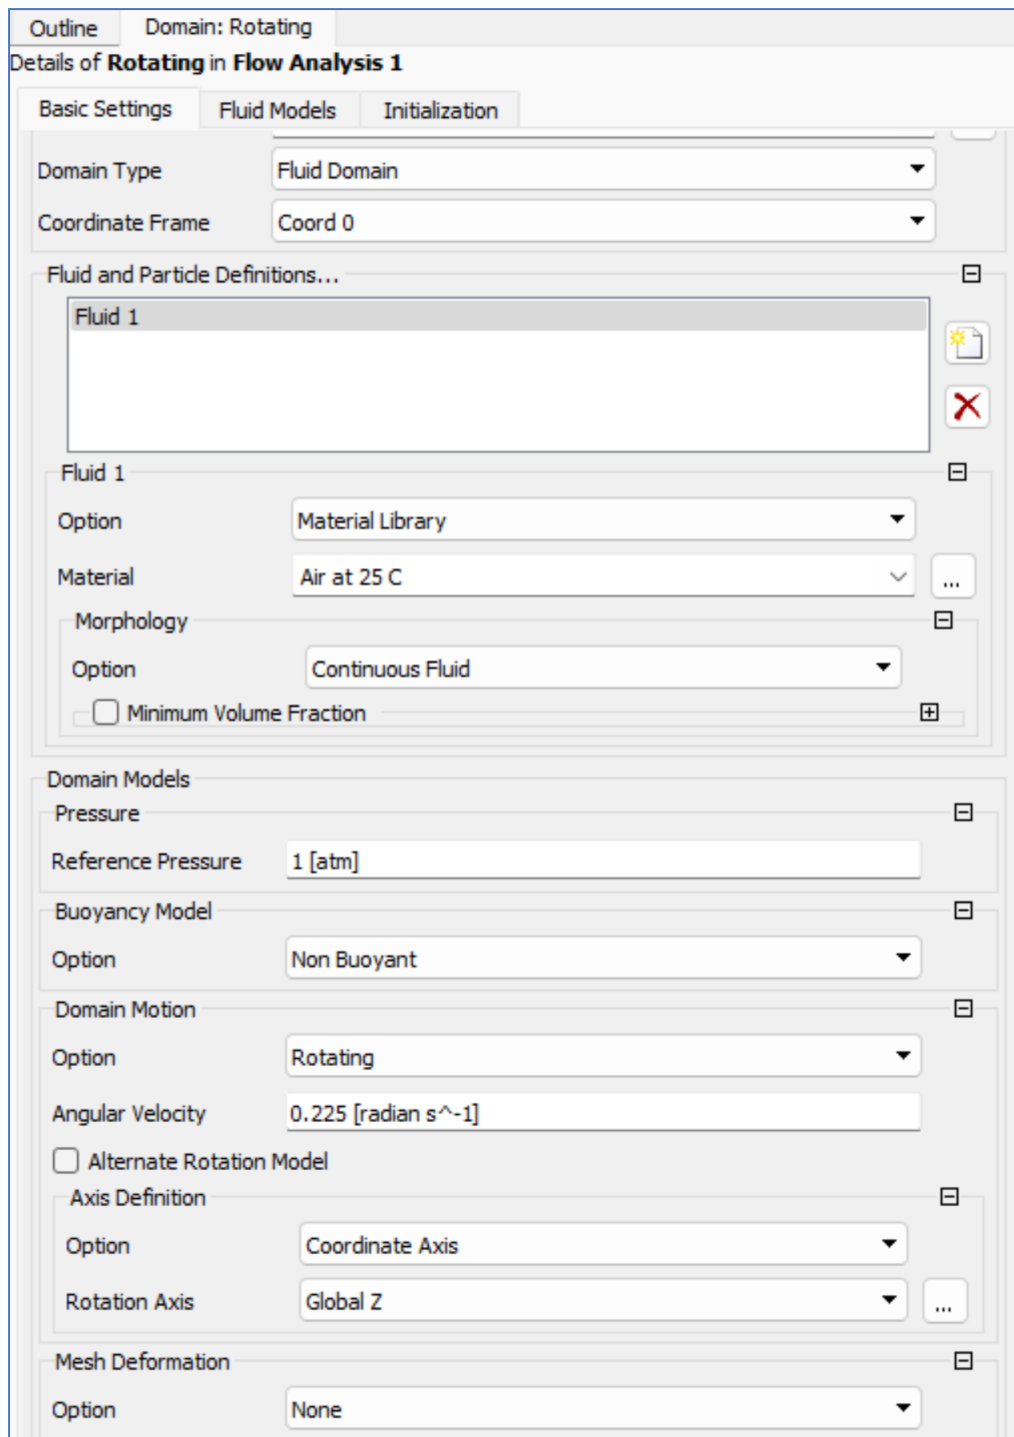 Outline Domain: Rotating
Details of Rotating in Flow Analysis 1
Basic Settings Fluid Models Initialization
Domain Type Fluid Domain
Coordinate Frame Coord 0
Fluid and Particle Definitions...
Fluid 1
Fluid 1
Option Material Library
Material Air at 25 C ...
Morphology
Option Continuous Fluid
Minimum Volume Fraction
Domain Models
Pressure
Reference Pressure 1 [atm]
Buoyancy Model
Option Non Buoyant
Domain Motion
Option Rotating
Angular Velocity 0.225 [radian s^-1]
Alternate Rotation Model
Axis Definition
Option Coordinate Axis
Rotation Axis Global Z ...
Mesh Deformation
Option None